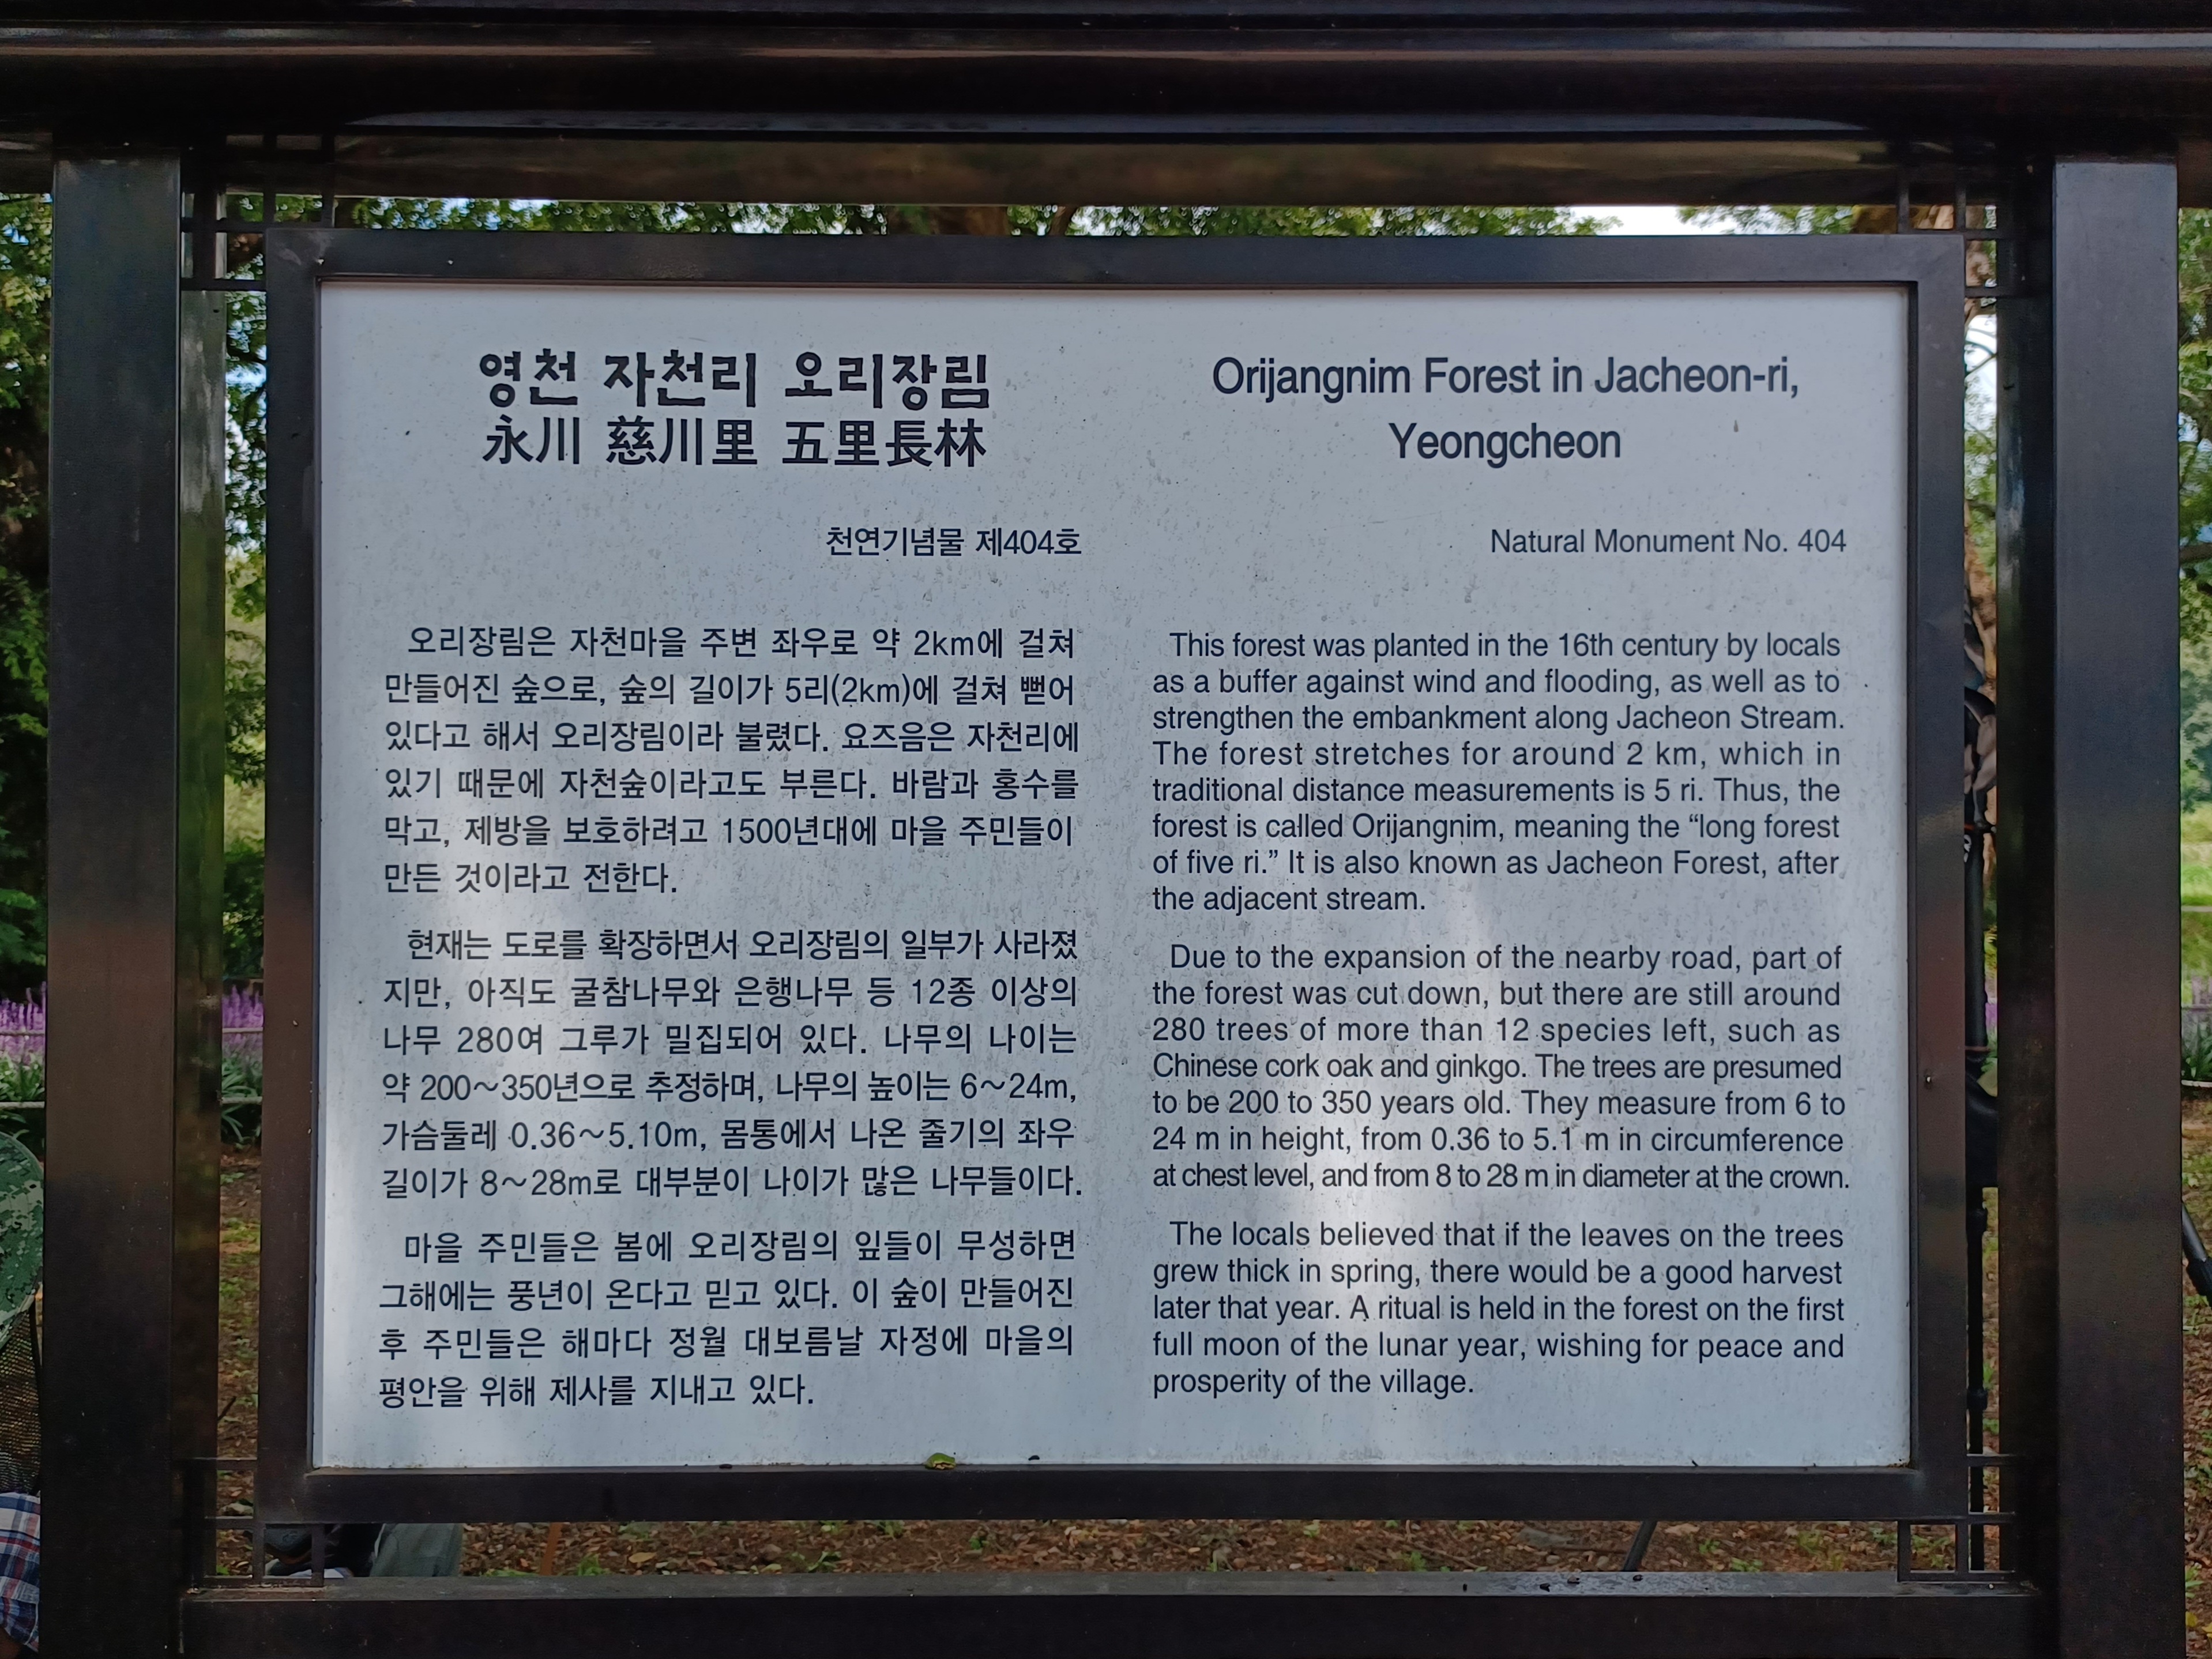 영천 자천리 오리장림
永川 慈川里 五里長林
천연기념물 제404호
오리장림은 자천마을 주변 좌우로 약 2km에 걸쳐
만들어진 숲으로, 숲의 길이가 5리(2km)에 걸쳐 뻗어
있다고 해서 오리장림이라 불렸다. 요즈음은 자천리에
있기 때문에 자천숲이라고도 부른다. 바람과 홍수를
막고, 제방을 보호하려고 1500년대에 마을 주민들이
만든 것이라고 전한다.
현재는 도로를 확장하면서 오리장림의 일부가 사라졌
지만, 아직도 굴참나무와 은행나무 등 12종 이상의
나무 280여 그루가 밀집되어 있다. 나무의 나이는
약 200~350년으로 추정하며, 나무의 높이는 6~24m,
가슴둘레 0.36~5.10m, 몸통에서 나온 줄기의 좌우
길이가 8~28m로 대부분이 나이가 많은 나무들이다.
마을 주민들은 봄에 오리장림의 잎들이 무성하면
그해에는 풍년이 온다고 믿고 있다. 이 숲이 만들어진
후 주민들은 해마다 정월 대보름날 자정에 마을의
평안을 위해 제사를 지내고 있다.
Orijangnim Forest in Jacheon-ri,
Yeongcheon
Natural Monument No. 404
This forest was planted in the 16th century by locals
as a buffer against wind and flooding, as well as to
strengthen the embankment along Jacheon Stream.
The forest stretches for around 2 km, which in
traditional distance measurements is 5 ri. Thus, the
forest is called Orijangnim, meaning the “long forest
of five ri.” It is also known as Jacheon Forest, after
the adjacent stream.
Due to the expansion of the nearby road, part of
the forest was cut down, but there are still around
280 trees of more than 12 species left, such as
Chinese cork oak and ginkgo. The trees are presumed
to be 200 to 350 years old. They measure from 6 to
24 m in height, from 0.36 to 5.1 m in circumference
at chest level, and from 8 to 28 m in diameter at the crown.
The locals believed that if the leaves on the trees
grew thick in spring, there would be a good harvest
later that year. A ritual is held in the forest on the first
full moon of the lunar year, wishing for peace and
prosperity of the village.